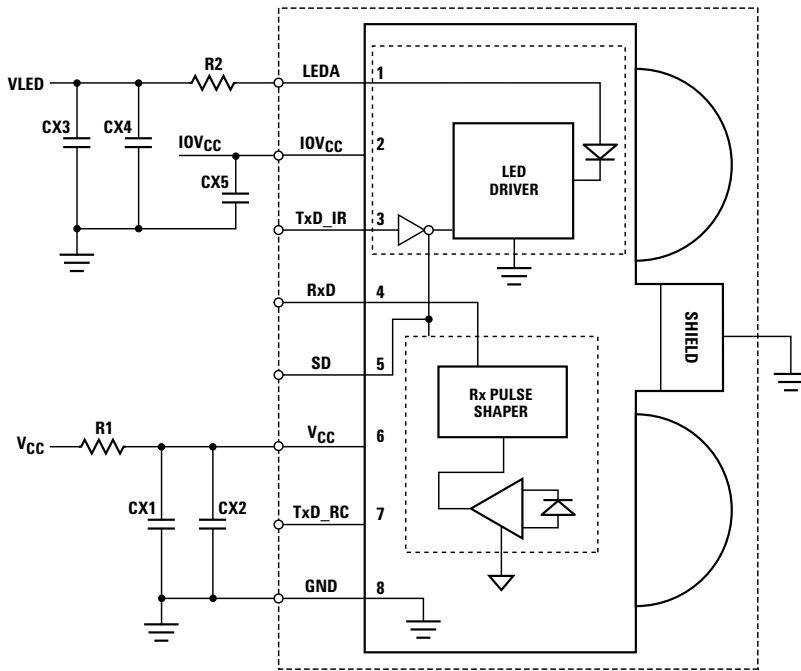 R2
LEDA
1
VLED
CX3
CX4
IOVCC
IOVCC
2
CX5
LED
DRIVER
TxD_IR
3
RxD
4
SHIELD
SD
5
Rx PULSE
SHAPER
R1
VCC
VCC
6
CX1
CX2
TxD_RC
7
GND
8